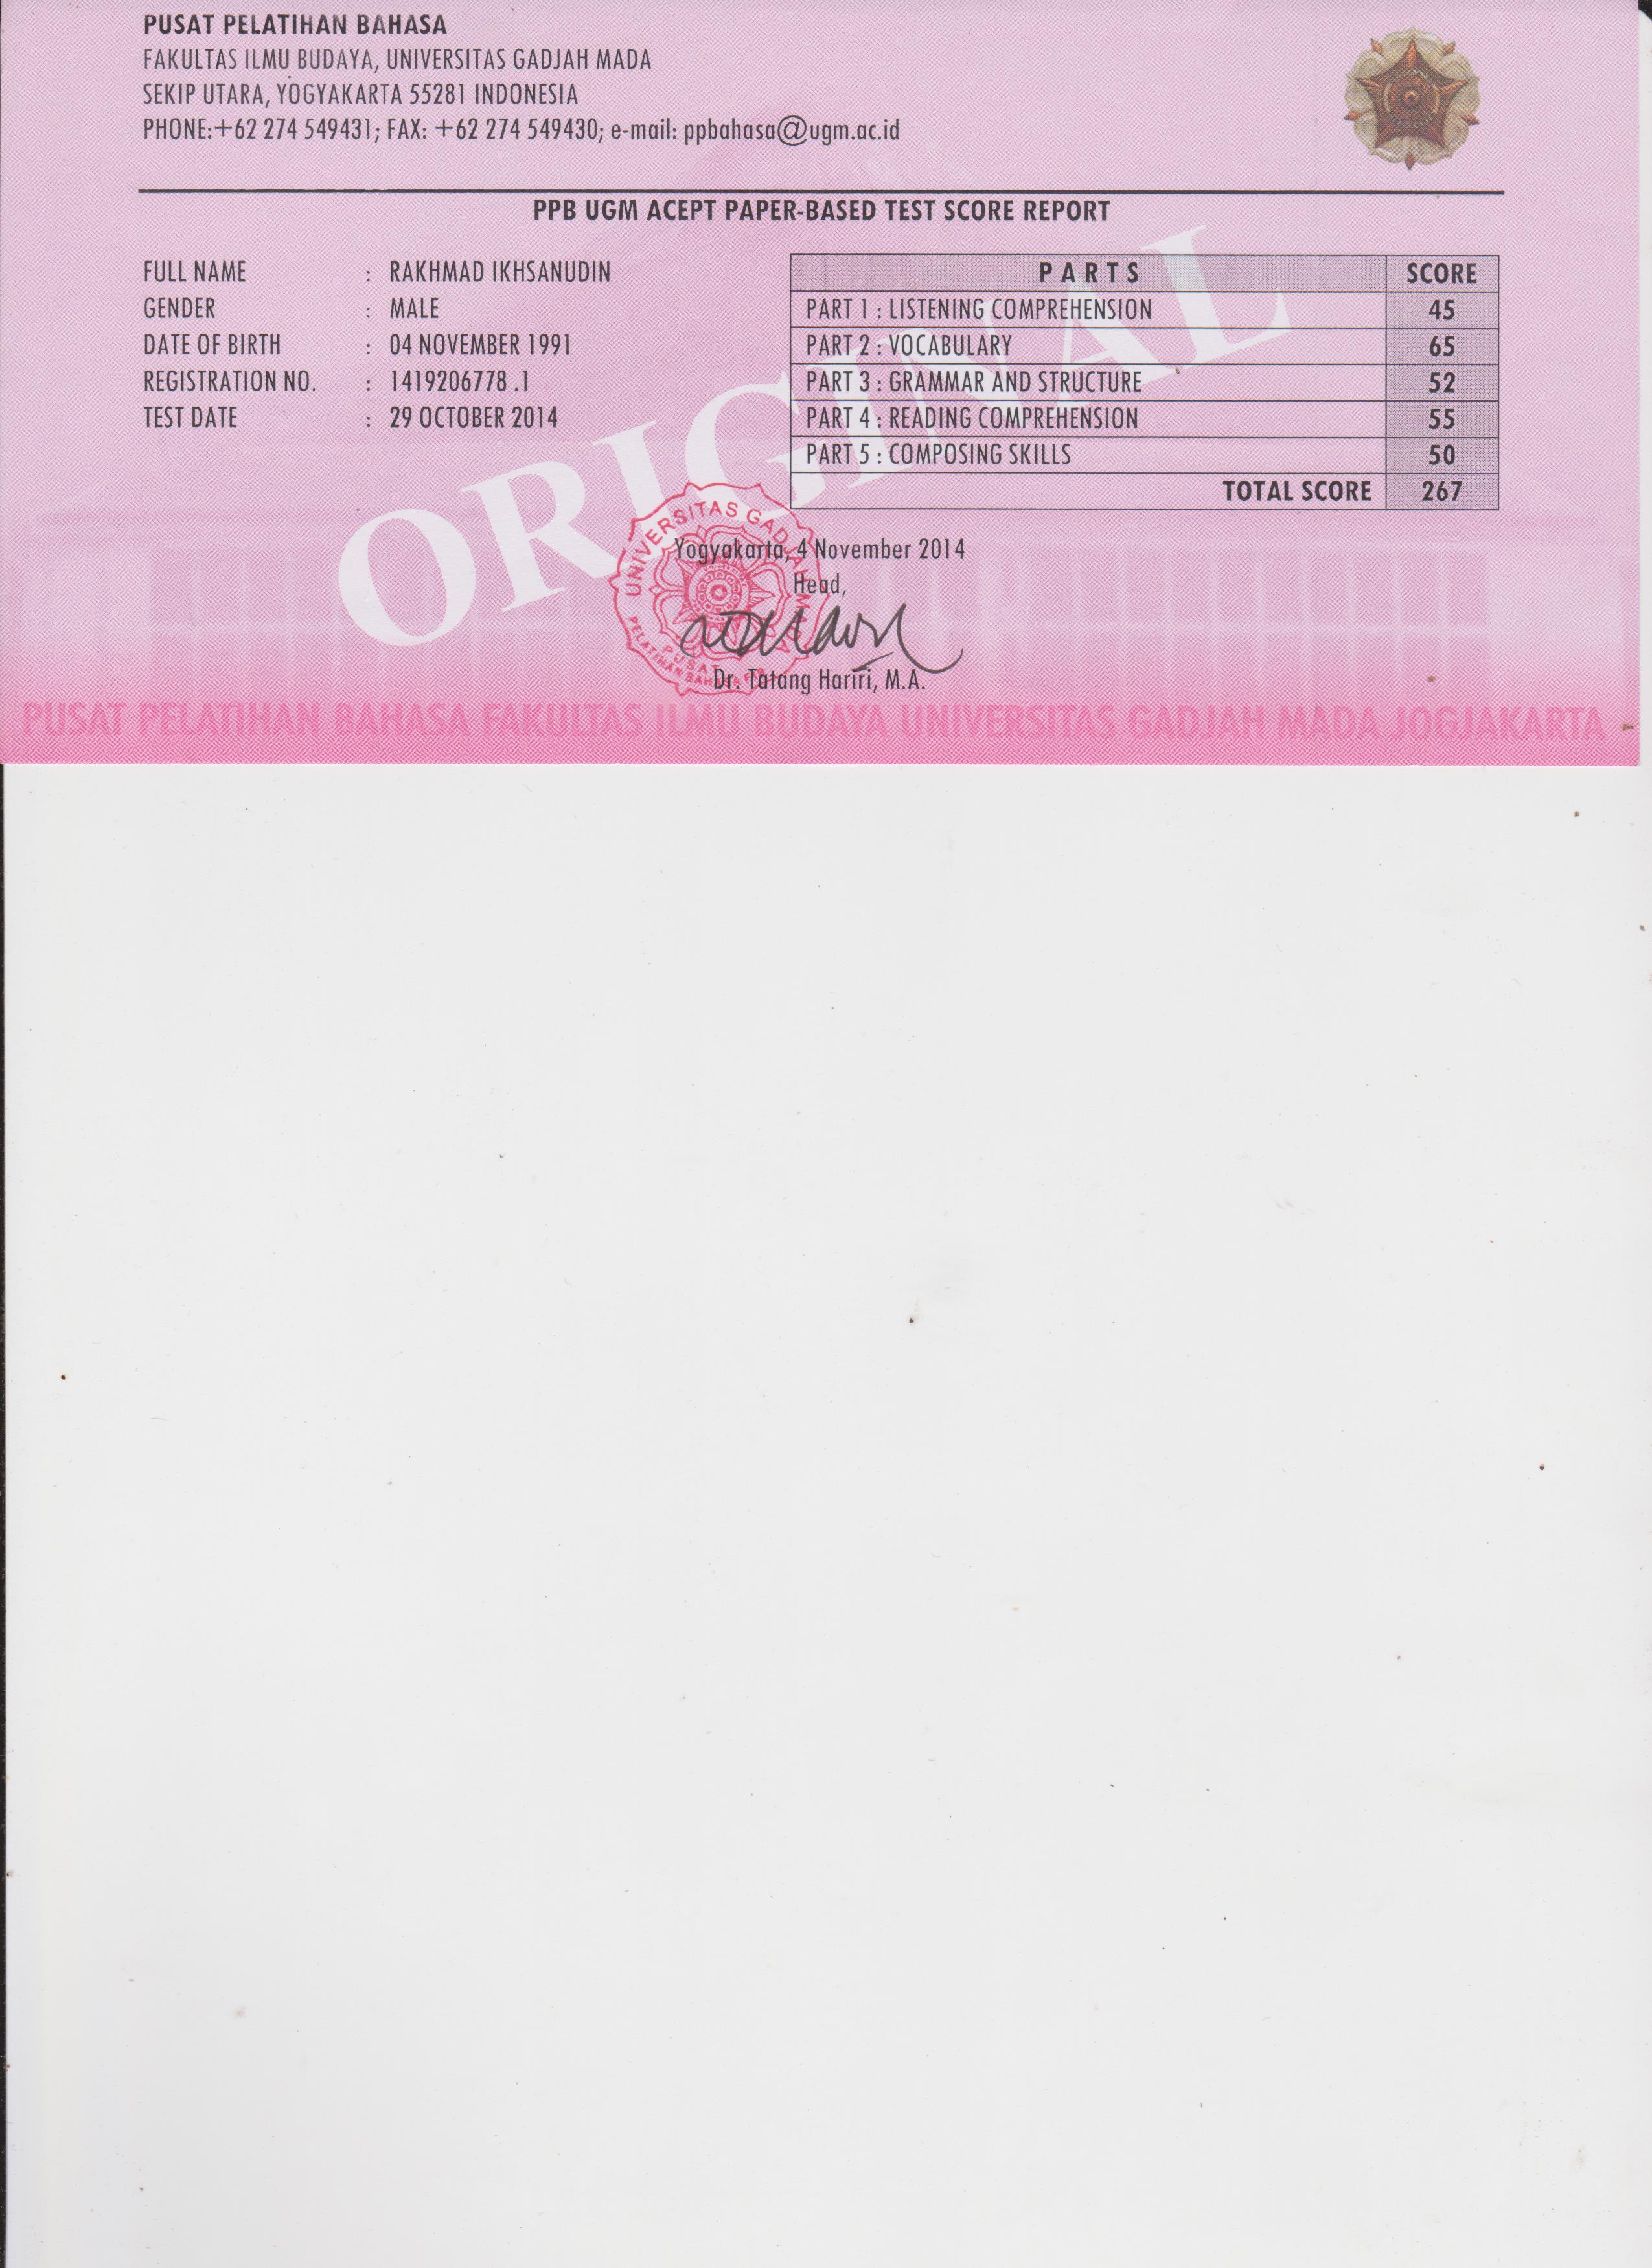 PUSAT PELATIHAN BAHASA
FAKULTAS ILMU BUDAYA, UNIVERSITAS GADJAH MADA
SEKIP UTARA, YOGYAKARTA 55281 INDONESIA
PHONE:+62 274 549431; FAX: +62 274 549430; e-mail: ppbahasa@ugm.ac.id
PPB UGM ACEPT PAPER-BASED TEST SCORE REPORT
FULL NAME : RAKHMAD IKHSANUDIN
GENDER : MALE
DATE OF BIRTH : 04 NOVEMBER 1991
REGISTRATION NO. : 1419206778 .1
TEST DATE : 29 OCTOBER 2014
PARTS SCORE
PART 1 : LISTENING COMPREHENSION 45
PART 2 : VOCABULARY 65
PART 3 : GRAMMAR AND STRUCTURE 52
PART 4 : READING COMPREHENSION 55
PART 5 : COMPOSING SKILLS 50
TOTAL SCORE 267
ORIGINAL
UNIVERSITAS GADJAH MADA
PUSAT
PELATIHAN BAHASA FIB
Yogyakarta, 4 November 2014
Head,
Dr. Tatang Hariri, M.A.
PUSAT PELATIHAN BAHASA FAKULTAS ILMU BUDAYA UNIVERSITAS GADJAH MADA JOGJAKARTA